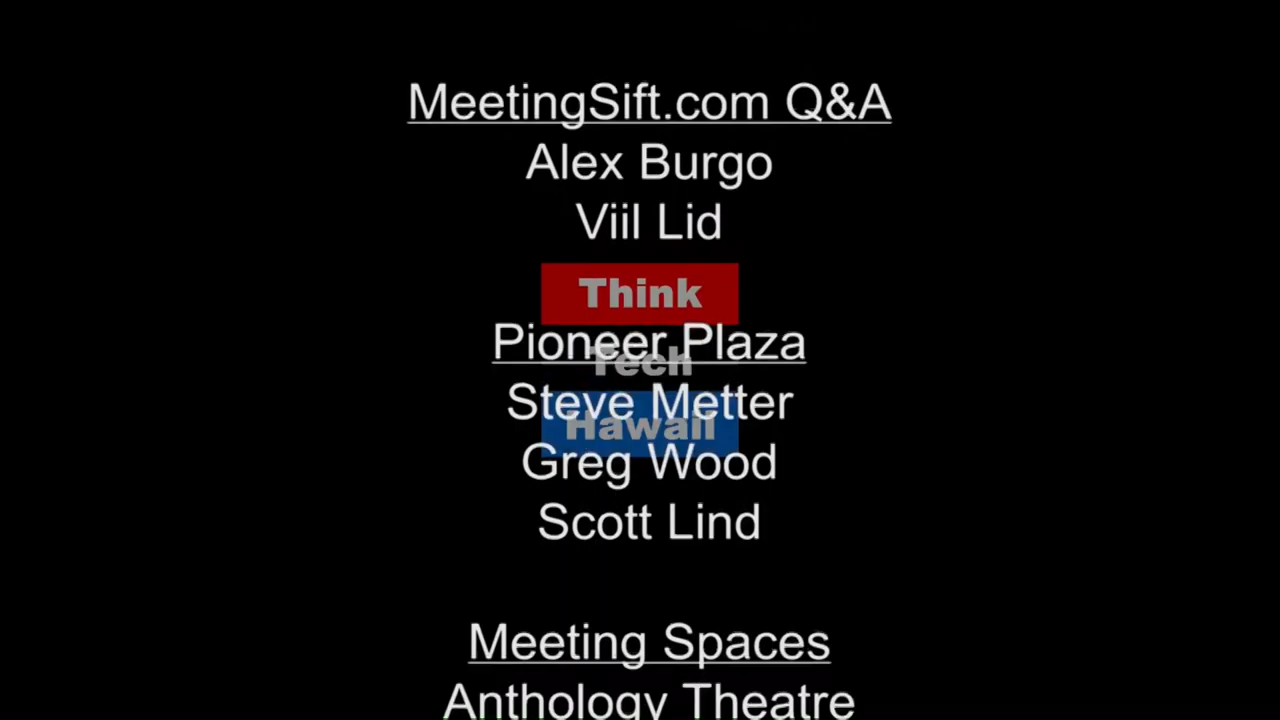 MeetingSift.com Q&A
Alex Burgo
Viil Lid
Think
Pioneer Plaza
Tech
Steve Metter
Hawaii
Greg Wood
Scott Lind
Meeting Spaces
Anthology Theatre